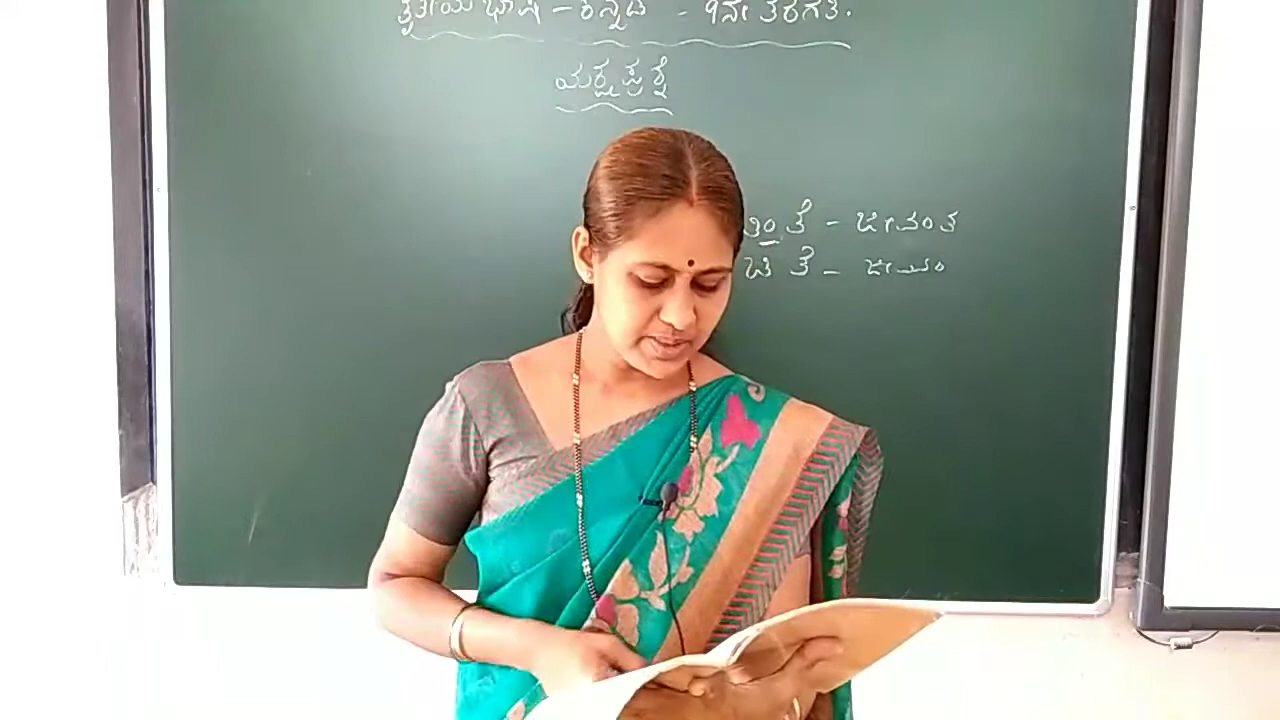 ತೃತೀಯ ಭಾಷೆ - ಕನ್ನಡ - 9ನೇ ತರಗತಿ.
ಯಕ್ಷಪ್ರಶ್ನೆ
ತೆ - ಜೀವಂತ
ಚಿತೆ -